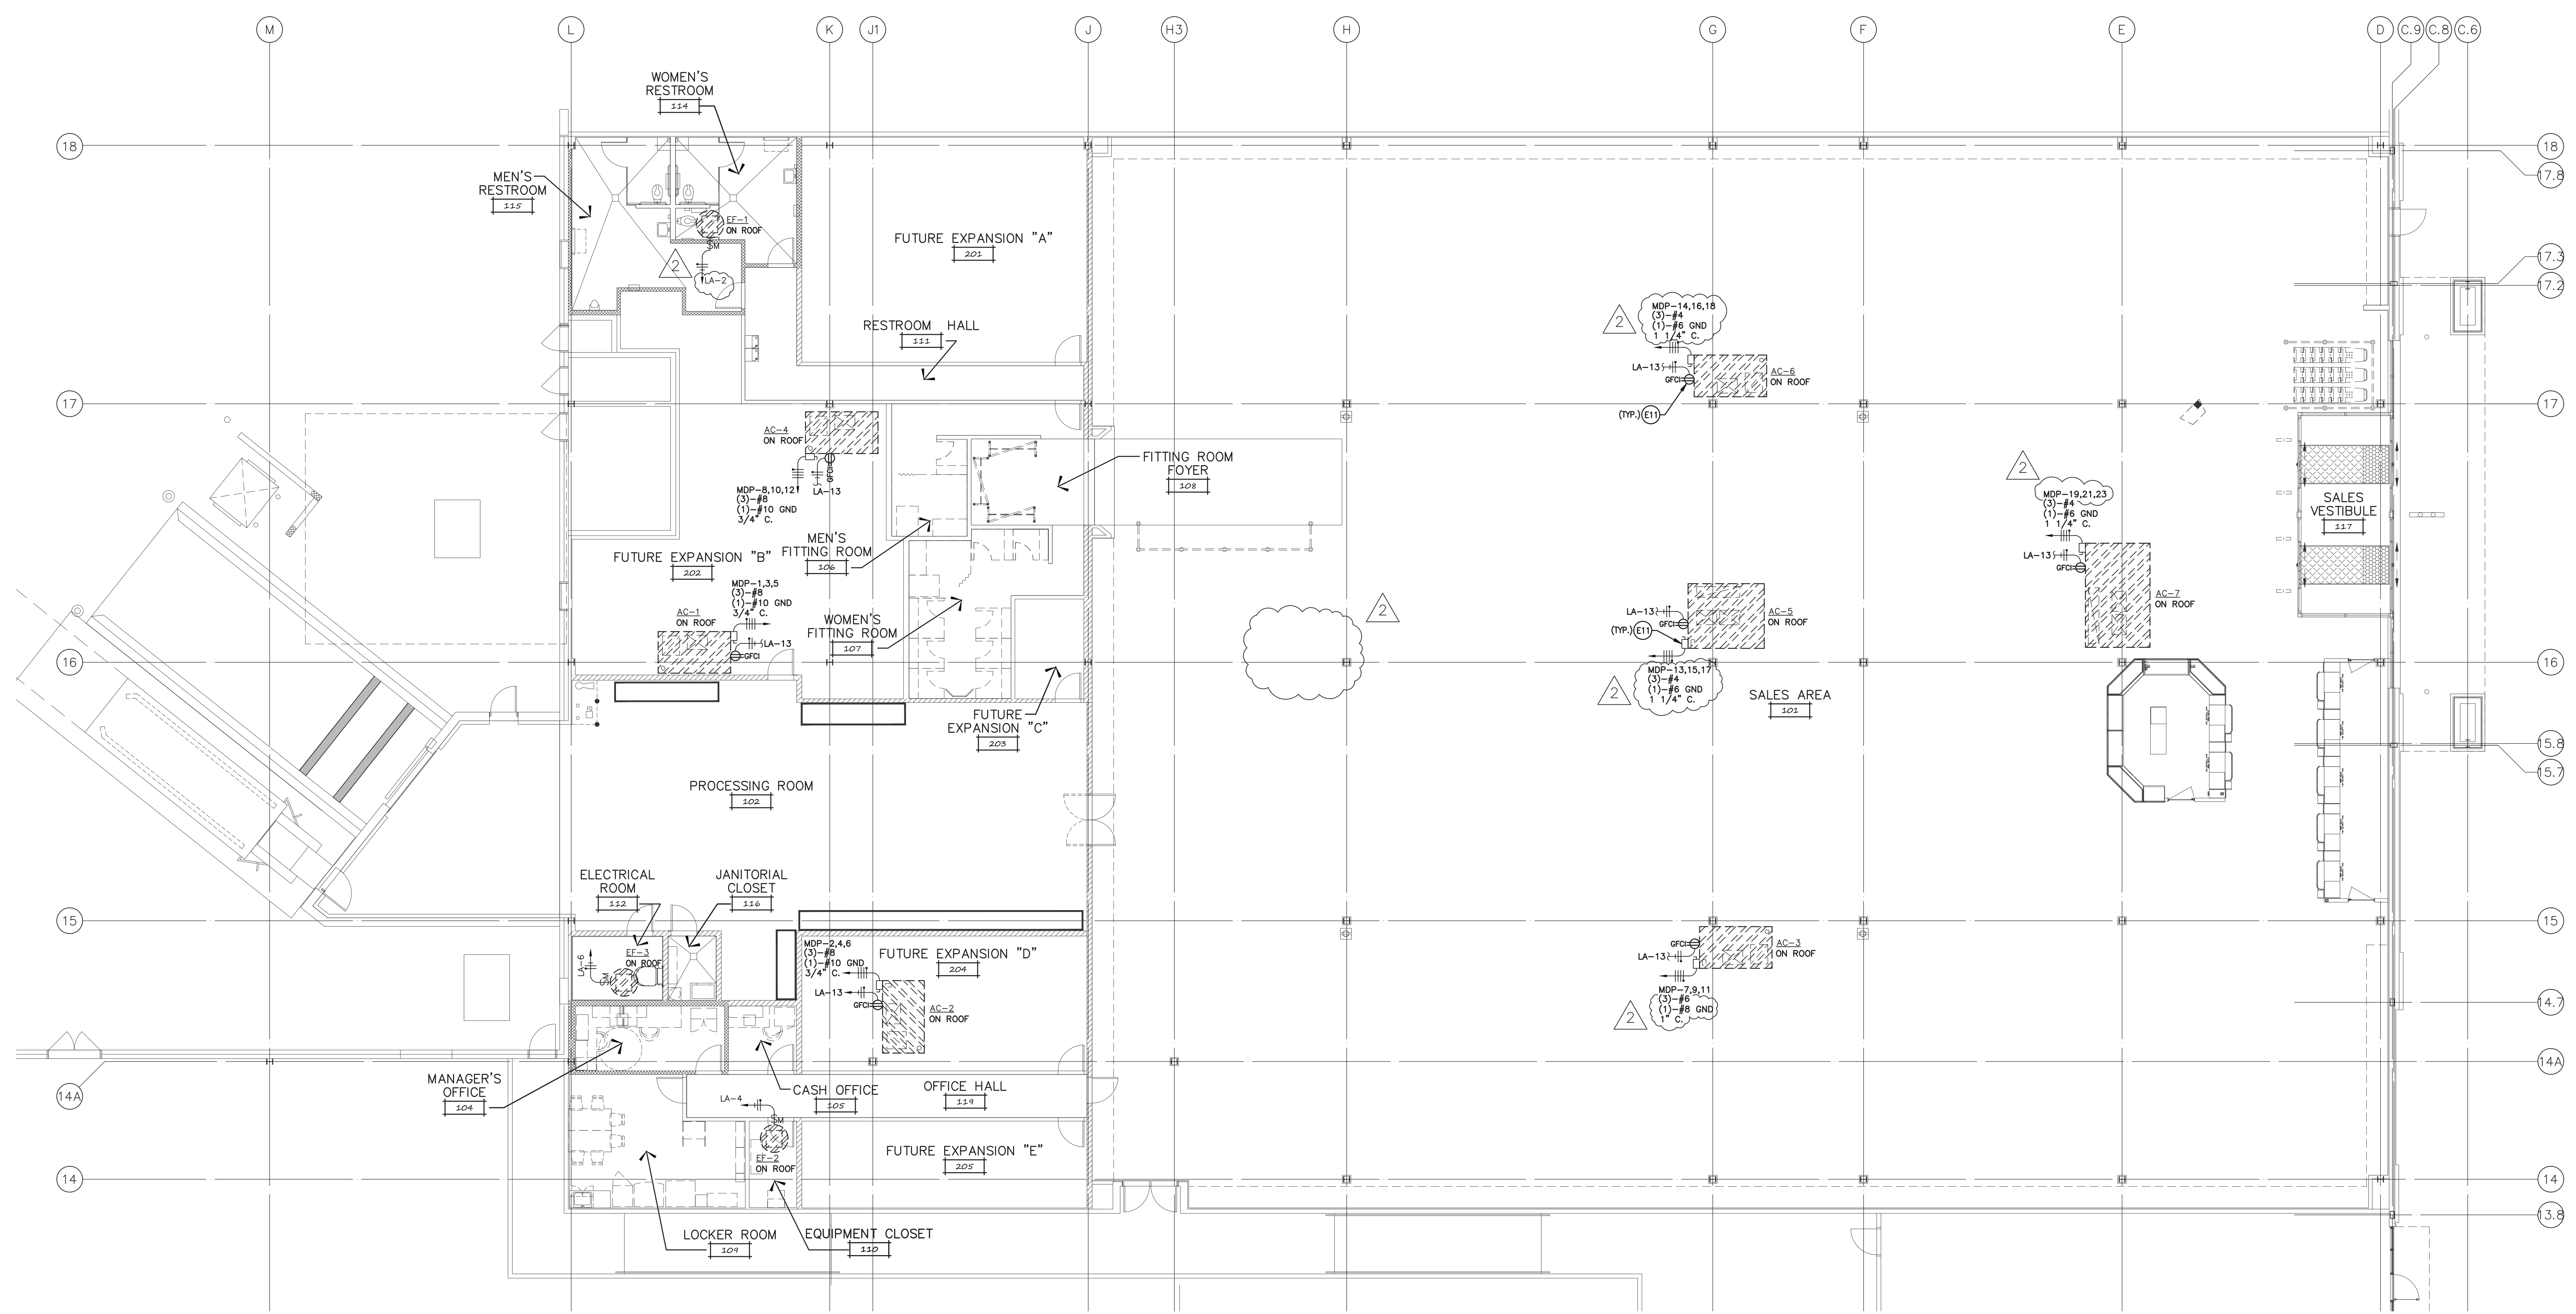 M
L
K
J1
J
H3
H
G
F
E
D
C.9
C.8
C.6
WOMEN'S
RESTROOM
114
18
18
17.8
MEN'S
RESTROOM
115
EF-1
ON ROOF
$M
2
LA-2
FUTURE EXPANSION "A"
201
17.3
17.2
RESTROOM HALL
111
2
MDP-14,16,18
(3)-#4
(1)-#6 GND
1 1/4" C.
LA-13
GFCI
AC-6
ON ROOF
(TYP.) E11
17
17
AC-4
ON ROOF
GFCI
MDP-8,10,12
(3)-#8
(1)-#10 GND
3/4" C.
LA-13
FITTING ROOM
FOYER
108
2
MDP-19,21,23
(3)-#4
(1)-#6 GND
1 1/4" C.
LA-13
GFCI
AC-7
ON ROOF
SALES
VESTIBULE
117
MEN'S
FITTING ROOM
106
FUTURE EXPANSION "B"
202
MDP-1,3,5
(3)-#8
(1)-#10 GND
3/4" C.
AC-1
ON ROOF
LA-13
GFCI
WOMEN'S
FITTING ROOM
107
2
LA-13
GFCI
AC-5
ON ROOF
(TYP.) E11
16
16
2
MDP-13,15,17
(3)-#4
(1)-#6 GND
1 1/4" C.
SALES AREA
101
FUTURE
EXPANSION "C"
203
15.8
15.7
PROCESSING ROOM
102
ELECTRICAL
ROOM
112
JANITORIAL
CLOSET
116
15
15
LA-6
EF-3
ON ROOF
$M
MDP-2,4,6
(3)-#8
(1)-#10 GND
3/4" C.
LA-13
GFCI
FUTURE EXPANSION "D"
204
AC-2
ON ROOF
GFCI
LA-13
AC-3
ON ROOF
2
MDP-7,9,11
(3)-#6
(1)-#8 GND
1" C.
14.7
14A
14A
MANAGER'S
OFFICE
104
CASH OFFICE
105
OFFICE HALL
119
LA-4
$M
EF-2
ON ROOF
FUTURE EXPANSION "E"
205
14
14
13.8
LOCKER ROOM
109
EQUIPMENT CLOSET
110